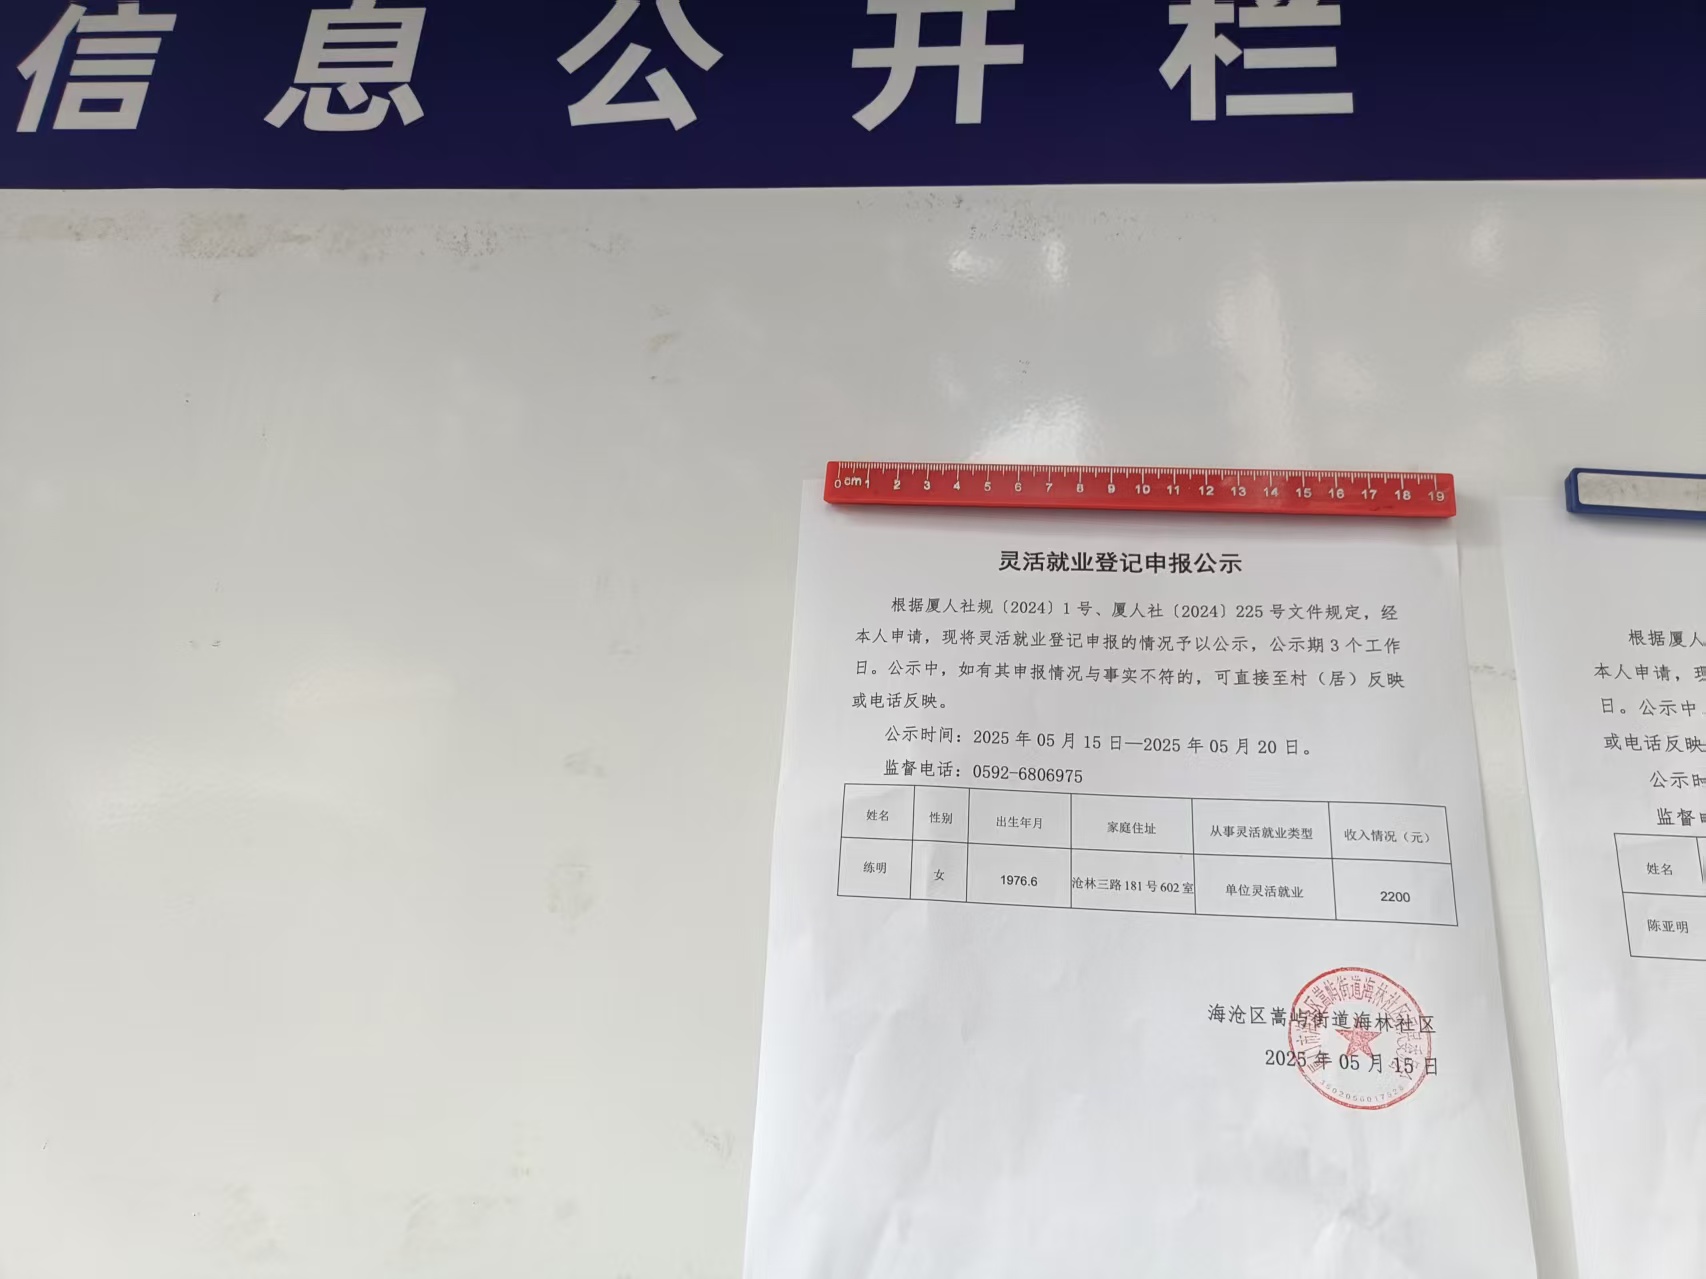 信息公开栏
0 cm 1 2 3 4 5 6 7 8 9 10 11 12 13 14 15 16 17 18 19
灵活就业登记申报公示
根据厦人社规〔2024〕1号、厦人社〔2024〕225号文件规定，经
本人申请，现将灵活就业登记申报的情况予以公示，公示期3个工作
日。公示中，如有其申报情况与事实不符的，可直接至村（居）反映
或电话反映。
公示时间：2025年05月15日—2025年05月20日。
监督电话：0592-6806975
姓名 性别 出生年月 家庭住址 从事灵活就业类型 收入情况（元）
练明 女 1976.6 沧林三路181号602室 单位灵活就业 2200
海沧区嵩屿街道海林社区
2025年05月15日
根据厦人
本人申请，
日。公示中
或电话反映
公示时
监督
姓名
陈亚明